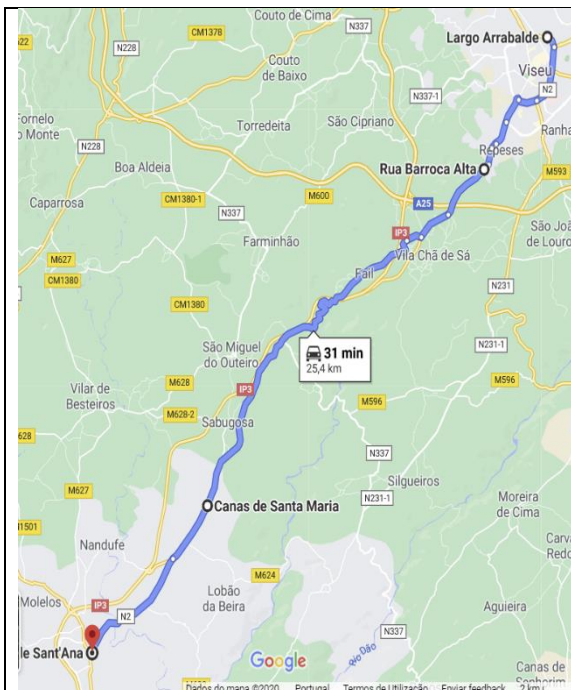 Couto de Cima
CM1378
N337
Largo Arrabalde
N228
Viseu
Couto
de Baixo
N2
N337-1
Fornelo
do Monte
Torredeita
São Cipriano
Ranha
N228
Repeses
Boa Aldeia
Rua Barroca Alta
M593
M600
Caparrosa
CM1380-1
A25
N337
São Joã
de Louro
IP3
Farminhão
Vila Chã de Sá
M627
CM1380
Fail
N231
CM1380
31 min
25,4 km
N231-1
São Miguel
do Outeiro
Vilar de
Besteiros
M628
IP3
M596
M596
M628-2
Sabugosa
N337
M627
Silgueiros
Canas de Santa Maria
N231-1
Moreira
de Cima
Nandufe
M624
Lobão
da Beira
Molelos
IP3
N2
Aguieira
le Sant'Ana
N337
Google
Rio Dão
Canas de
Senhorim
Dados do mapa ©2020 Portugal Termos de Utilização Enviar feedback 2 km